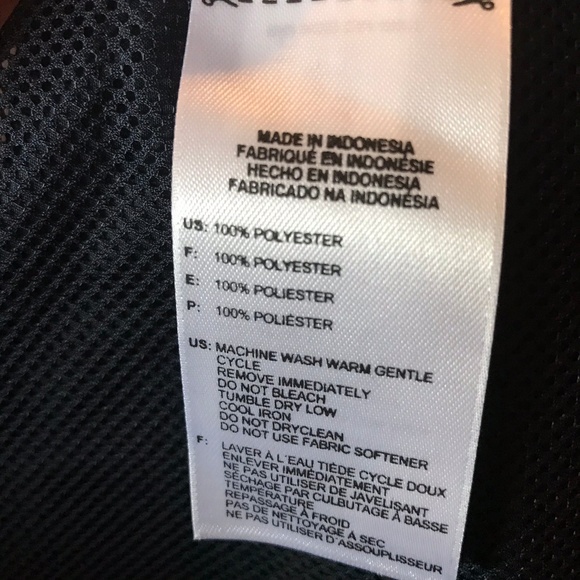 MADE IN INDONESIA
FABRIQUÉ EN INDONÉSIE
HECHO EN INDONESIA
FABRICADO NA INDONÉSIA
US: 100% POLYESTER
F: 100% POLYESTER
E: 100% POLIESTER
P: 100% POLIÉSTER
US: MACHINE WASH WARM GENTLE
CYCLE
REMOVE IMMEDIATELY
DO NOT BLEACH
TUMBLE DRY LOW
COOL IRON
DO NOT DRYCLEAN
DO NOT USE FABRIC SOFTENER
F: LAVER À L'EAU TIÈDE CYCLE DOUX
ENLEVER IMMÉDIATEMENT
NE PAS UTILISER DE JAVELISANT
SÉCHAGE PAR CULBUTAGE À BASSE
TEMPÉRATURE
REPASSAGE À FROID
PAS DE NETTOYAGE À SEC
NE PAS UTILISER D'ASSOUPLISSEUR